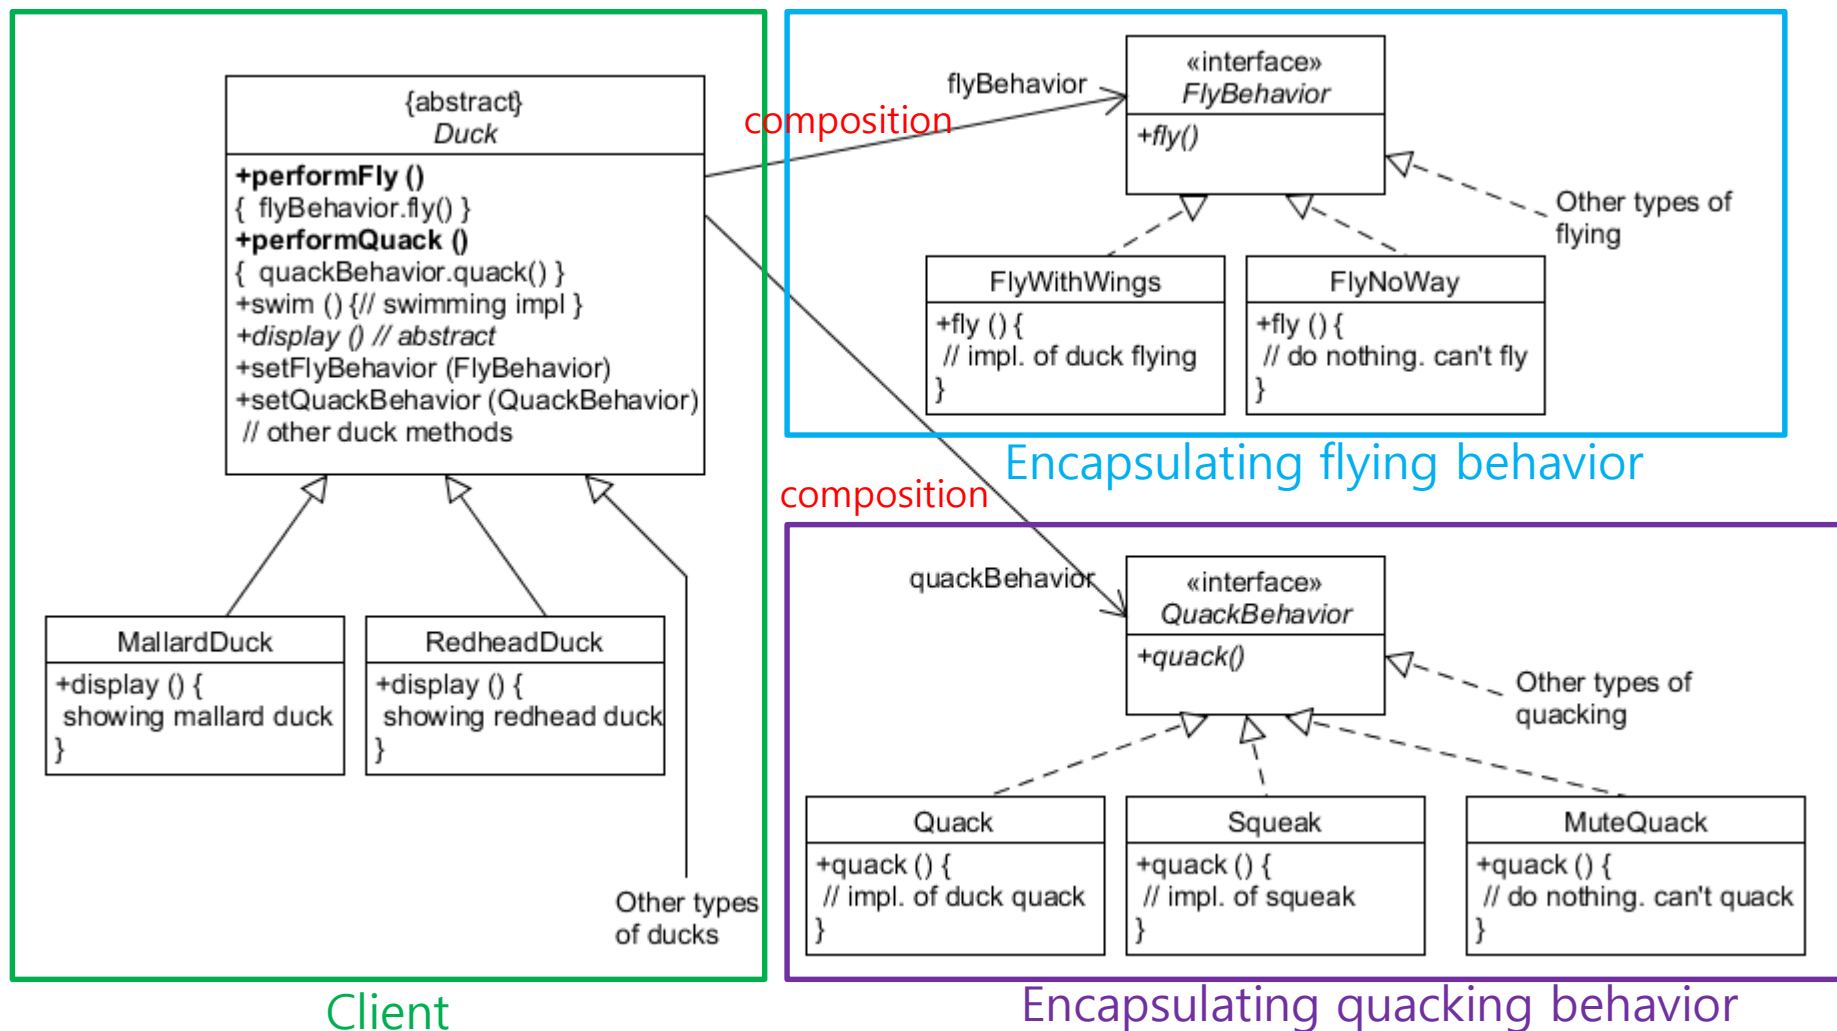 {abstract}
Duck
+performFly ()
{ flyBehavior.fly() }
+performQuack ()
{ quackBehavior.quack() }
+swim () {// swimming impl }
+display () // abstract
+setFlyBehavior (FlyBehavior)
+setQuackBehavior (QuackBehavior)
// other duck methods
MallardDuck
+display () {
showing mallard duck
}
RedheadDuck
+display () {
showing redhead duck
}
Other types
of ducks
Client
composition
flyBehavior
«interface»
FlyBehavior
+fly()
Other types of
flying
FlyWithWings
+fly () {
// impl. of duck flying
}
FlyNoWay
+fly () {
// do nothing. can't fly
}
Encapsulating flying behavior
composition
quackBehavior
«interface»
QuackBehavior
+quack()
Other types of
quacking
Quack
+quack () {
// impl. of duck quack
}
Squeak
+quack () {
// impl. of squeak
}
MuteQuack
+quack () {
// do nothing. can't quack
}
Encapsulating quacking behavior